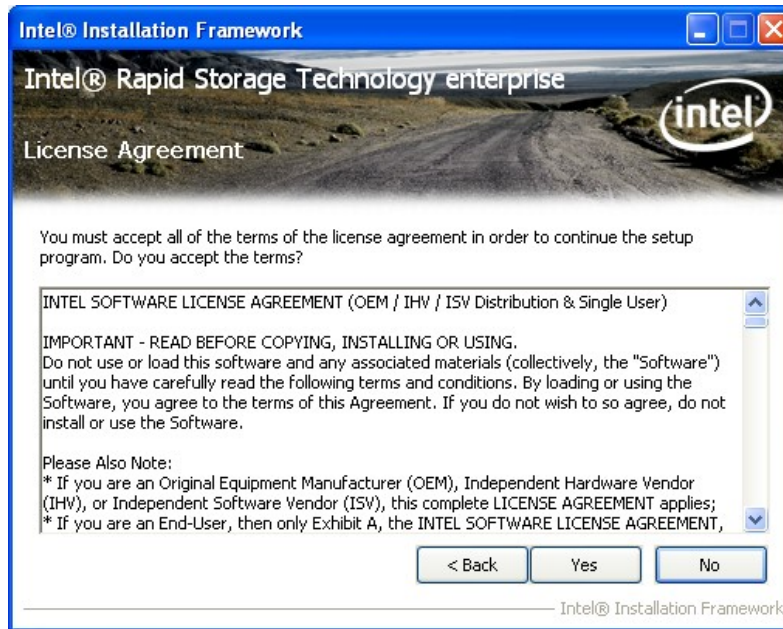 Intel® Installation Framework
Intel® Rapid Storage Technology enterprise
intel
License Agreement
You must accept all of the terms of the license agreement in order to continue the setup
program. Do you accept the terms?
INTEL SOFTWARE LICENSE AGREEMENT (OEM / IHV / ISV Distribution & Single User)
IMPORTANT - READ BEFORE COPYING, INSTALLING OR USING.
Do not use or load this software and any associated materials (collectively, the "Software")
until you have carefully read the following terms and conditions. By loading or using the
Software, you agree to the terms of this Agreement. If you do not wish to so agree, do not
install or use the Software.
Please Also Note:
* If you are an Original Equipment Manufacturer (OEM), Independent Hardware Vendor
(IHV), or Independent Software Vendor (ISV), this complete LICENSE AGREEMENT applies;
* If you are an End-User, then only Exhibit A, the INTEL SOFTWARE LICENSE AGREEMENT,
< Back
Yes
No
Intel® Installation Framework